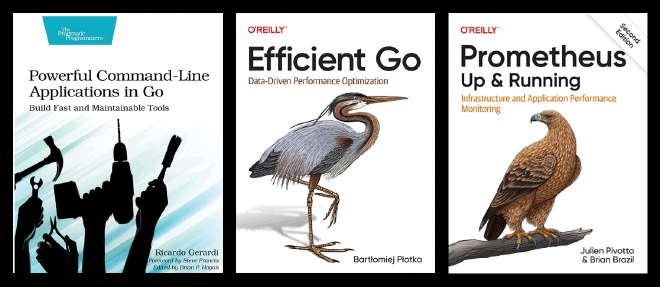 The
Pragmatic
Programmers
Powerful Command-Line
Applications in Go
Build Fast and Maintainable Tools
Ricardo Gerardi
Foreword by Steve Francia
Edited by Brian P. Hogan
O'REILLY™
Efficient Go
Data-Driven Performance Optimization
Bartłomiej Płotka
O'REILLY™
Second
Edition
Prometheus
Up & Running
Infrastructure and Application Performance
Monitoring
Julien Pivotto
& Brian Brazil